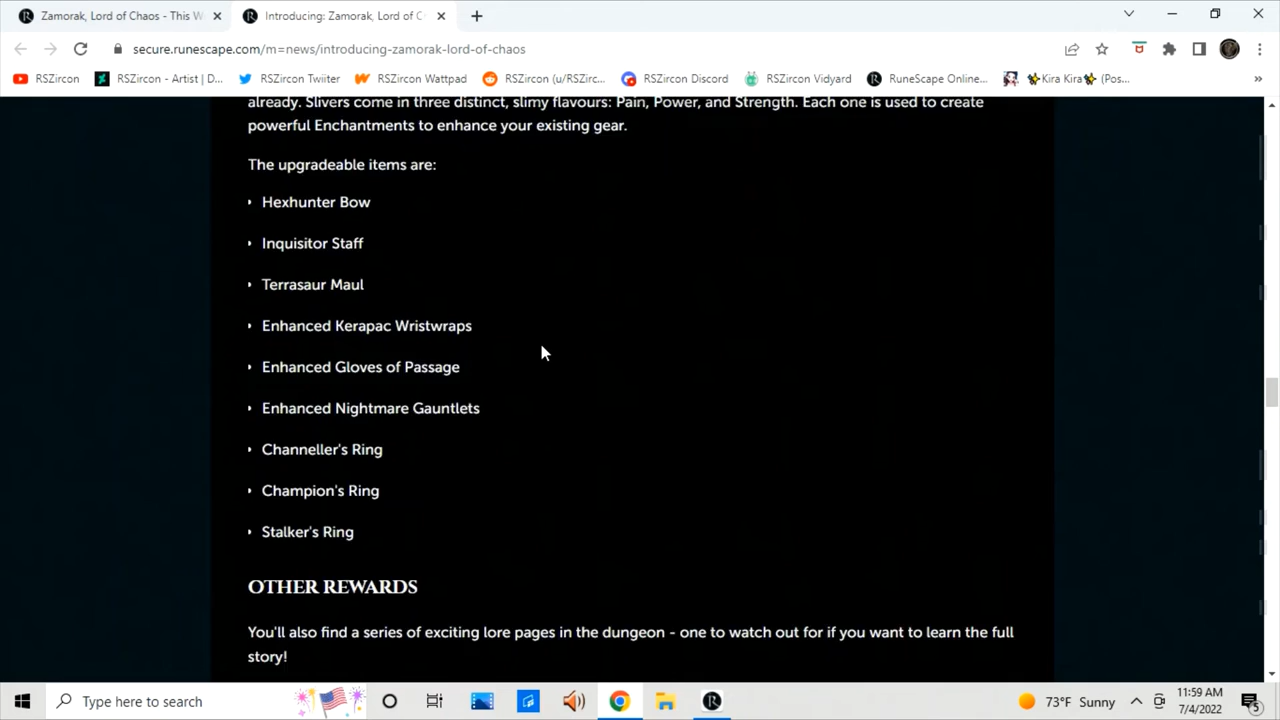 Zamorak, Lord of Chaos - This W
Introducing: Zamorak, Lord of C
secure.runescape.com/m=news/introducing-zamorak-lord-of-chaos
RSZircon
RSZircon - Artist | D...
RSZircon Twiiter
RSZircon Wattpad
RSZircon (u/RSZirc...
RSZircon Discord
RSZircon Vidyard
RuneScape Online...
Kira Kira (Pos...
»
already. Slivers come in three distinct, slimy flavours: Pain, Power, and Strength. Each one is used to create
powerful Enchantments to enhance your existing gear.
The upgradeable items are:
Hexhunter Bow
Inquisitor Staff
Terrasaur Maul
Enhanced Kerapac Wristwraps
Enhanced Gloves of Passage
Enhanced Nightmare Gauntlets
Channeller's Ring
Champion's Ring
Stalker's Ring
OTHER REWARDS
You'll also find a series of exciting lore pages in the dungeon - one to watch out for if you want to learn the full
story!
Type here to search
73°F Sunny
11:59 AM
7/4/2022
5